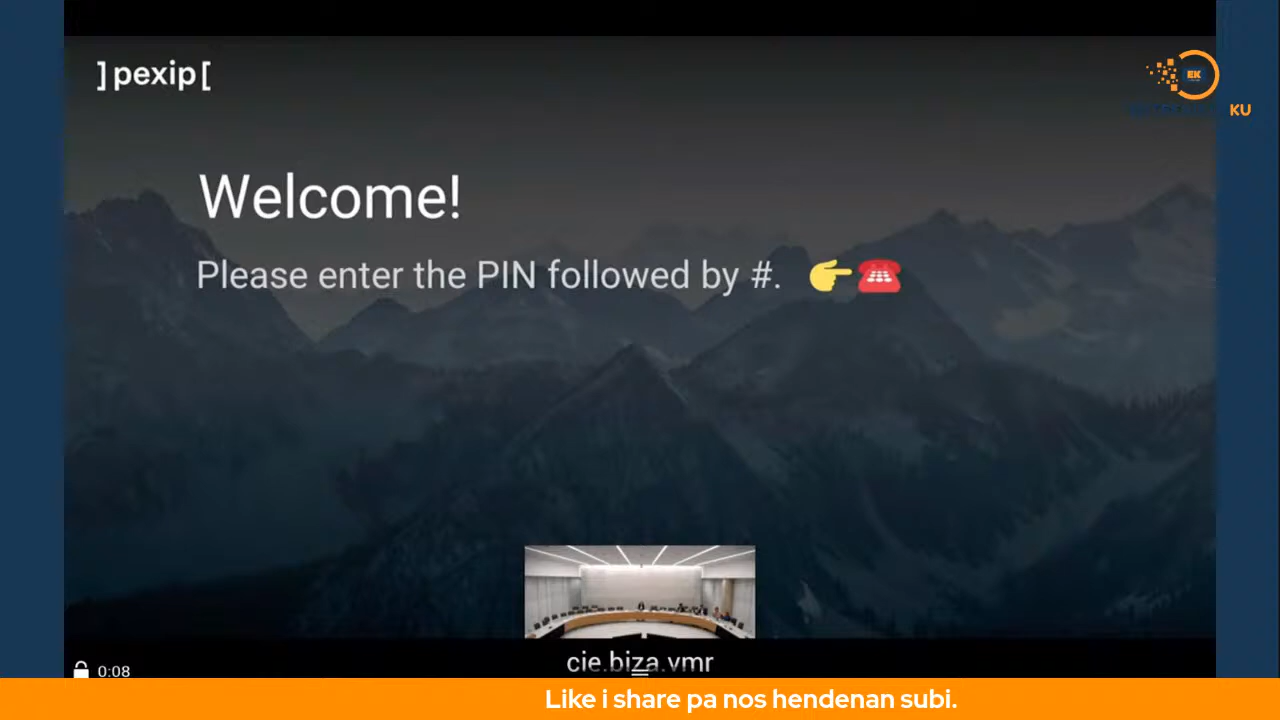 ]pexip[
EK
KU
Welcome!
Please enter the PIN followed by #.
cie.biza.vmr
0:08
Like i share pa nos hendenan subi.